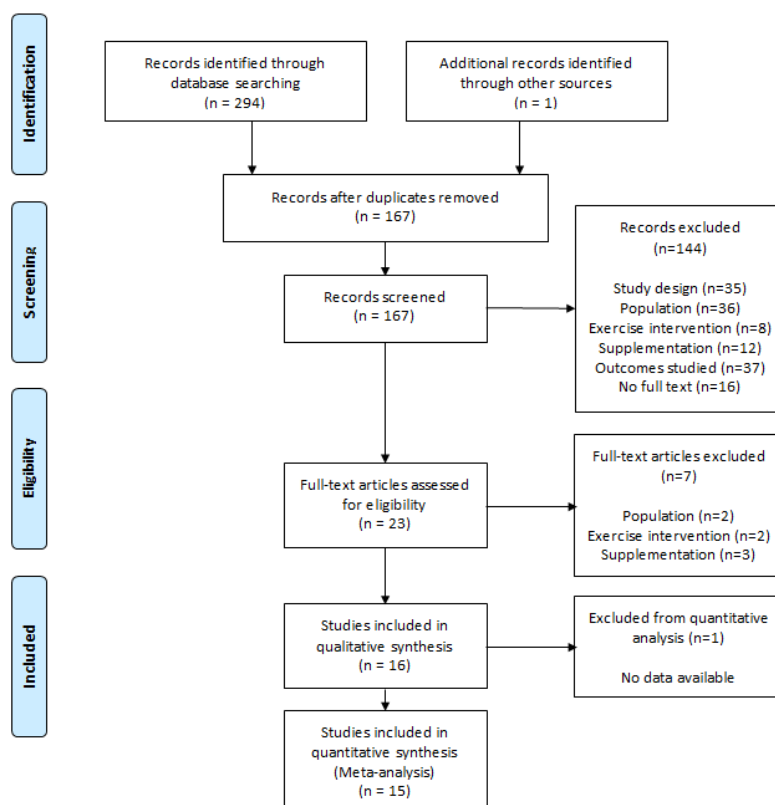 Identification
Records identified through
database searching
(n = 294)
Additional records identified
through other sources
(n = 1)
Records after duplicates removed
(n = 167)
Screening
Records screened
(n = 167)
Records excluded
(n=144)
Study design (n=35)
Population (n=36)
Exercise intervention (n=8)
Supplementation (n=12)
Outcomes studied (n=37)
No full text (n=16)
Eligibility
Full-text articles assessed
for eligibility
(n = 23)
Full-text articles excluded
(n=7)
Population (n=2)
Exercise intervention (n=2)
Supplementation (n=3)
Included
Studies included in
qualitative synthesis
(n = 16)
Excluded from quantitative
analysis (n=1)
No data available
Studies included in
quantitative synthesis
(Meta-analysis)
(n = 15)